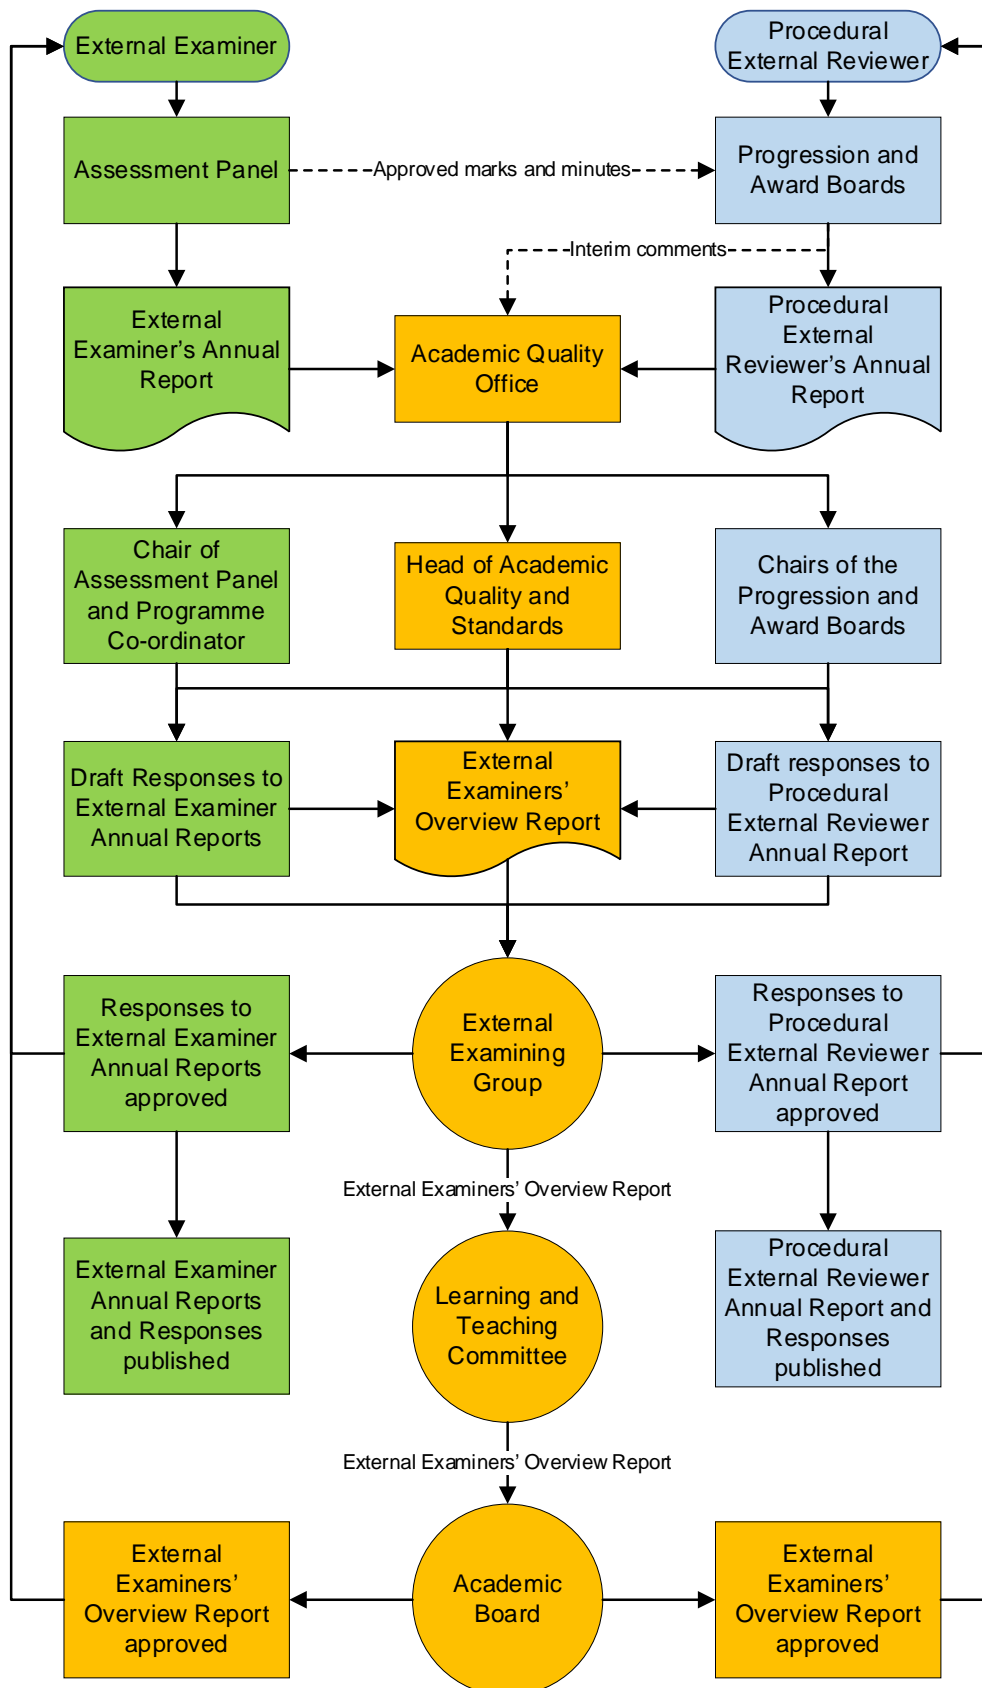 External Examiner
Procedural
External Reviewer
Assessment Panel
Approved marks and minutes
Progression and
Award Boards
Interim comments
External
Examiner’s Annual
Report
Academic Quality
Office
Procedural
External
Reviewer’s Annual
Report
Chair of
Assessment Panel
and Programme
Co-ordinator
Head of Academic
Quality and
Standards
Chairs of the
Progression and
Award Boards
Draft Responses to
External Examiner
Annual Reports
External
Examiners’
Overview Report
Draft responses to
Procedural
External Reviewer
Annual Report
Responses to
External Examiner
Annual Reports
approved
External
Examining
Group
Responses to
Procedural
External Reviewer
Annual Report
approved
External Examiners’ Overview Report
External Examiner
Annual Reports
and Responses
published
Learning and
Teaching
Committee
Procedural
External Reviewer
Annual Report and
Responses
published
External Examiners’ Overview Report
External
Examiners’
Overview Report
approved
Academic
Board
External
Examiners’
Overview Report
approved